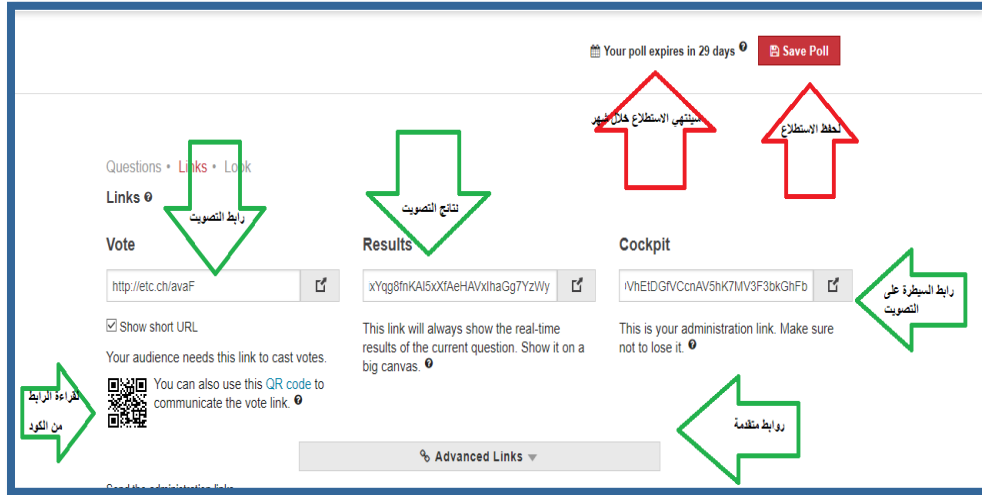 Your poll expires in 29 days
Save Poll
سينتهي الاستطلاع خلال شهر
لحفظ الاستطلاع
Questions • Links • Look
Links
رابط التصويت
نتائج التصويت
Vote
Results
Cockpit
http://etc.ch/avaF
xYqg8fnKAI5xXfAeHAVxIhaGg7YzWy
VhEtDGfVCcnAV5hK7MV3F3bkGhFb
رابط السيطرة على
التصويت
Show short URL
Your audience needs this link to cast votes.
This link will always show the real-time
results of the current question. Show it on a
big canvas.
This is your administration link. Make sure
not to lose it.
You can also use this QR code to
communicate the vote link.
لقراءة الرابط
من الكود
روابط متقدمة
Advanced Links